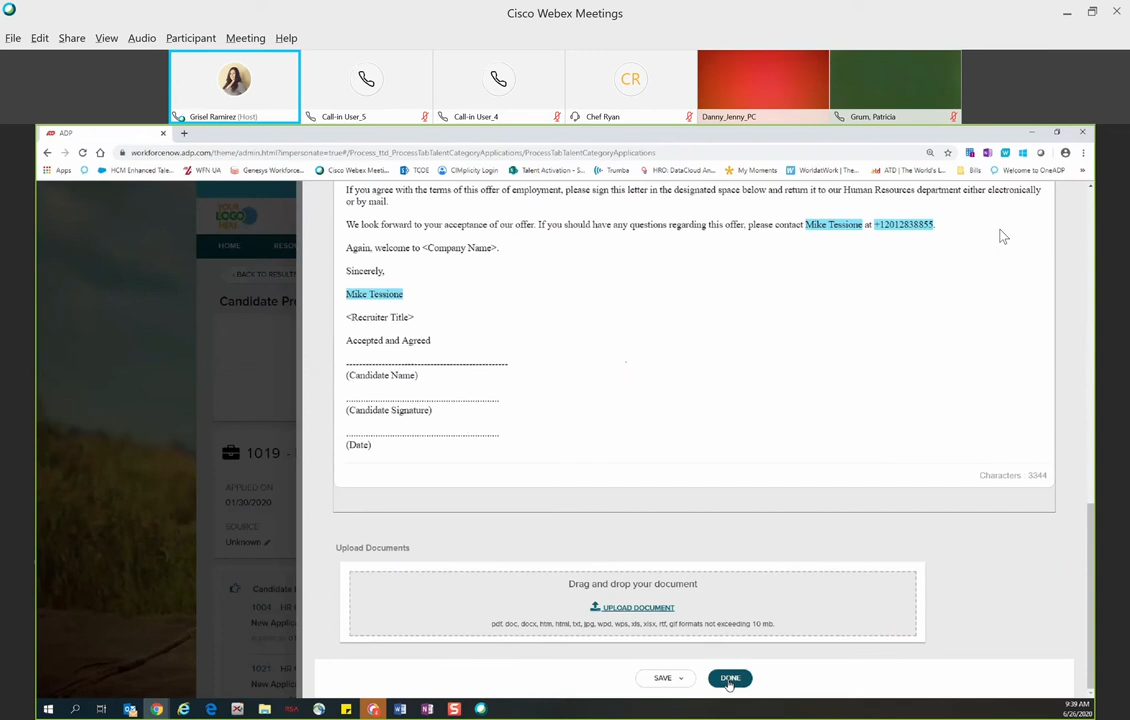 Cisco Webex Meetings
File Edit Share View Audio Participant Meeting Help
CR
Grisel Ramirez (Host) Call-in User_5 Call-in User_4 Chef Ryan Danny_Jenny_PC Grum, Patricia
ADP
workforcenow.adp.com/theme/admin.html?impersonate=true#/Process_ttd_ProcessTabTalentCategoryApplications/ProcessTabTalentCategoryApplications
Apps HCM Enhanced Tale... WFN UA Genesys Workforce... Cisco Webex Meeti... TCDE CIMplicity Login Talent Activation - S... Trumba HRO: DataCloud An... My Moments WorldatWork | The... ATD | The World's L... Bills Welcome to OneADP »
If you agree with the terms of this offer of employment, please sign this letter in the designated space below and return it to our Human Resources department either electronically
or by mail.
YOUR
LOGO
We look forward to your acceptance of our offer. If you should have any questions regarding this offer, please contact Mike Tessione at +12012838855.
HOME RESO
Again, welcome to <Company Name>.
‹ BACK TO RESULTS
Sincerely,
Candidate Pr
Mike Tessione
<Recruiter Title>
Accepted and Agreed
(Candidate Name)
(Candidate Signature)
(Date)
1019 -
Characters : 3344
APPLIED ON
01/30/2020
SOURCE
Unknown
Upload Documents
Drag and drop your document
UPLOAD DOCUMENT
pdf, doc, docx, htm, html, txt, jpg, wpd, wps, xls, xlsx, rtf, gif formats not exceeding 10 mb.
Candidate
1004 HR
New Applica
1021 HR
New Applica
SAVE DONE
9:39 AM
6/26/2020